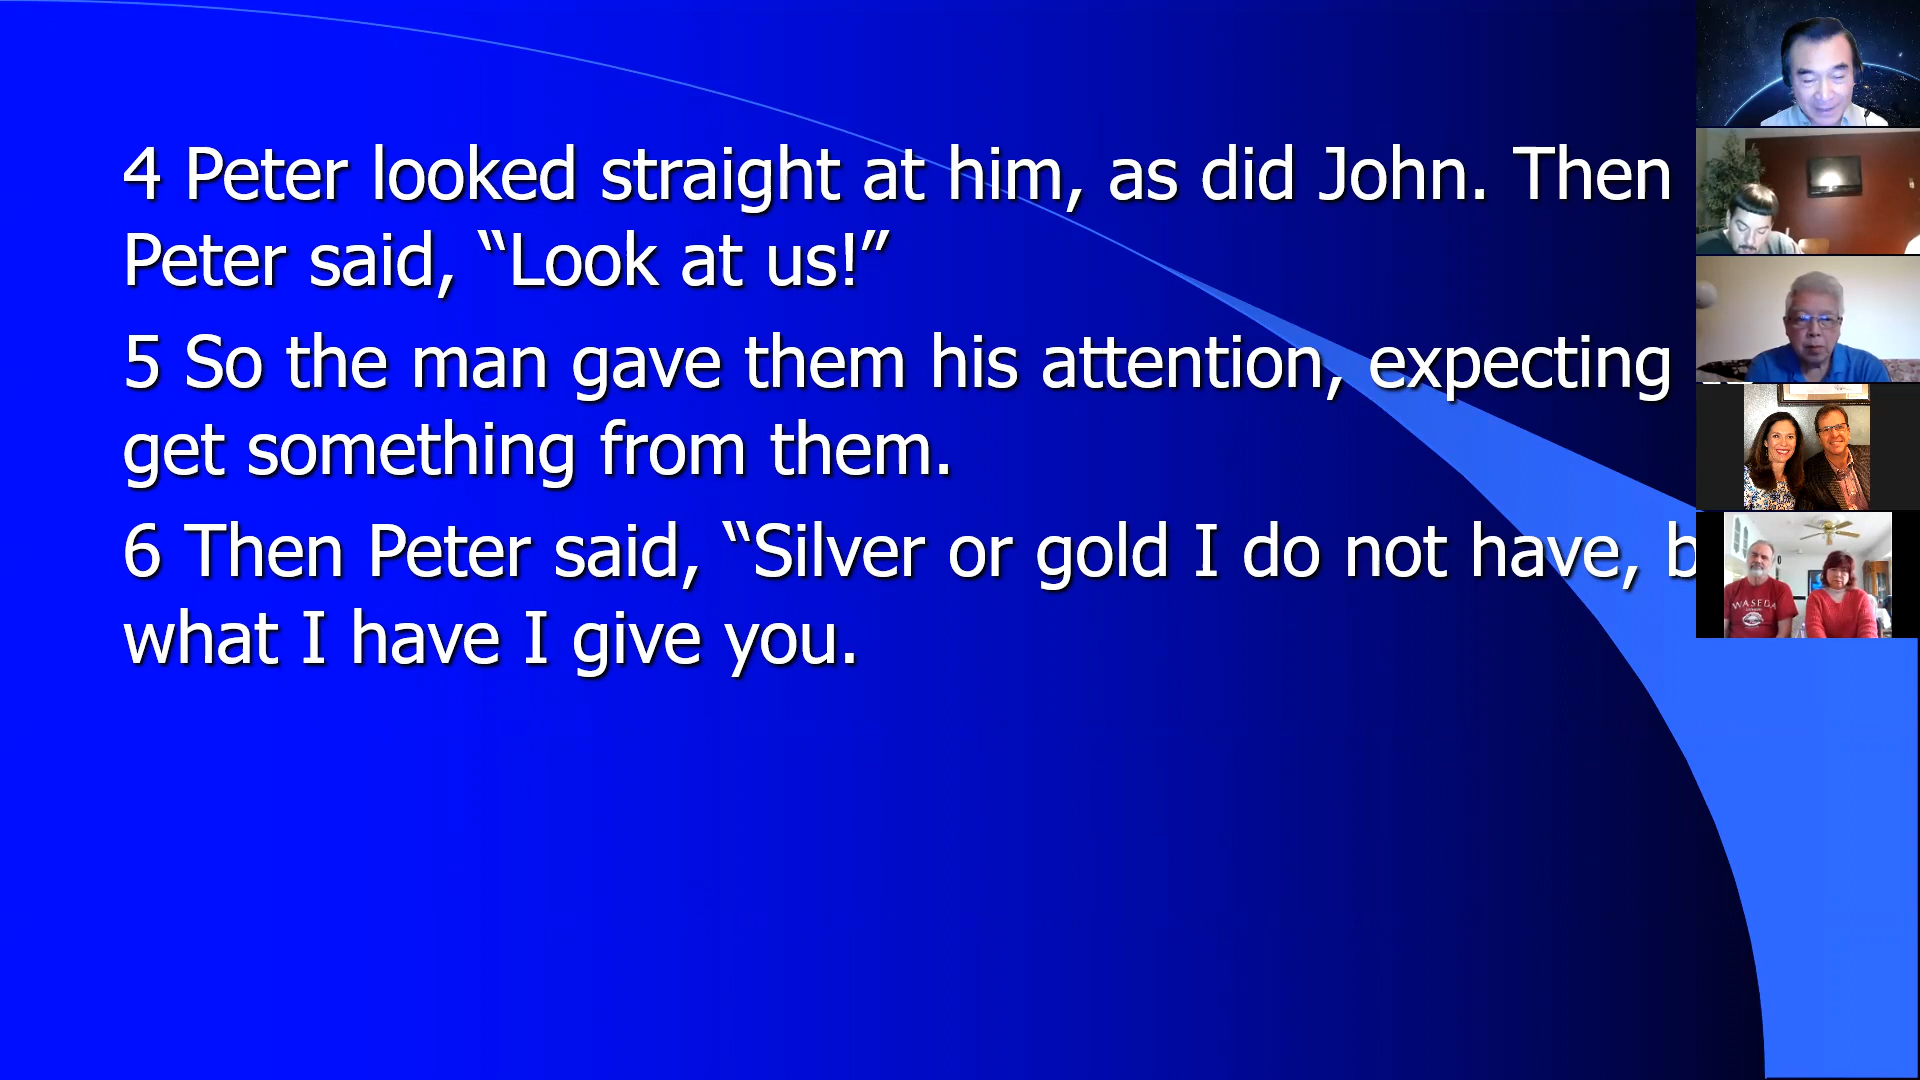 4 Peter looked straight at him, as did John. Then
Peter said, “Look at us!”
5 So the man gave them his attention, expecting
get something from them.
6 Then Peter said, “Silver or gold I do not have,
what I have I give you.
WASEDA